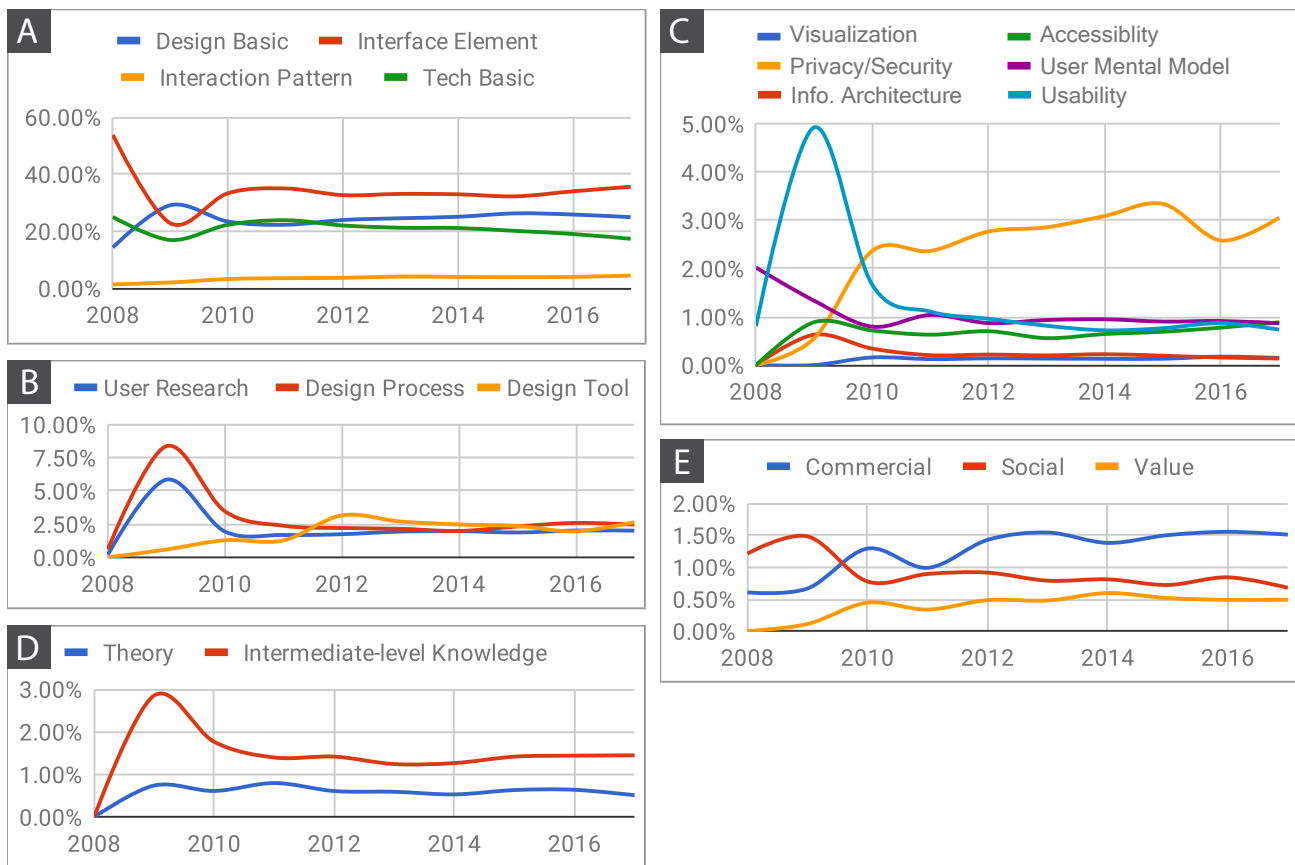 A
Design Basic Interface Element
Interaction Pattern Tech Basic
60.00%
40.00%
20.00%
0.00%
2008 2010 2012 2014 2016
B
User Research Design Process Design Tool
10.00%
7.50%
5.00%
2.50%
0.00%
2008 2010 2012 2014 2016
D
Theory Intermediate-level Knowledge
3.00%
2.00%
1.00%
0.00%
2008 2010 2012 2014 2016
C
Visualization Accessiblity
Privacy/Security User Mental Model
Info. Architecture Usability
5.00%
4.00%
3.00%
2.00%
1.00%
0.00%
2008 2010 2012 2014 2016
E
Commercial Social Value
2.00%
1.50%
1.00%
0.50%
0.00%
2008 2010 2012 2014 2016